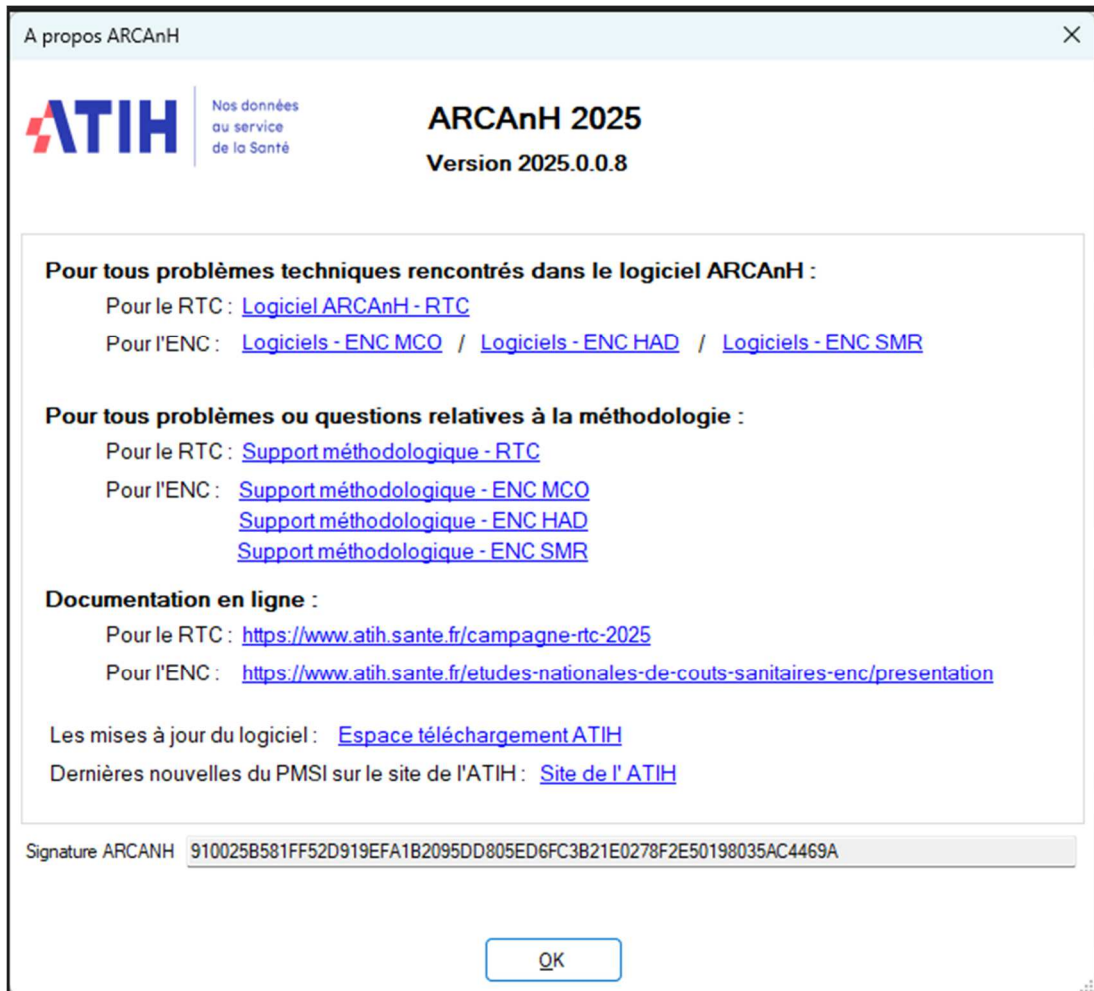 A propos ARCAnH
ATIH
Nos données
au service
de la Santé
ARCAnH 2025
Version 2025.0.0.8
Pour tous problèmes techniques rencontrés dans le logiciel ARCAnH :
Pour le RTC : Logiciel ARCAnH - RTC
Pour l'ENC : Logiciels - ENC MCO / Logiciels - ENC HAD / Logiciels - ENC SMR
Pour tous problèmes ou questions relatives à la méthodologie :
Pour le RTC : Support méthodologique - RTC
Pour l'ENC : Support méthodologique - ENC MCO
Support méthodologique - ENC HAD
Support méthodologique - ENC SMR
Documentation en ligne :
Pour le RTC : https://www.atih.sante.fr/campagne-rtc-2025
Pour l'ENC : https://www.atih.sante.fr/etudes-nationales-de-couts-sanitaires-enc/presentation
Les mises à jour du logiciel : Espace téléchargement ATIH
Dernières nouvelles du PMSI sur le site de l'ATIH : Site de l' ATIH
Signature ARCANH 910025B581FF52D919EFA1B2095DD805ED6FC3B21E0278F2E50198035AC4469A
OK